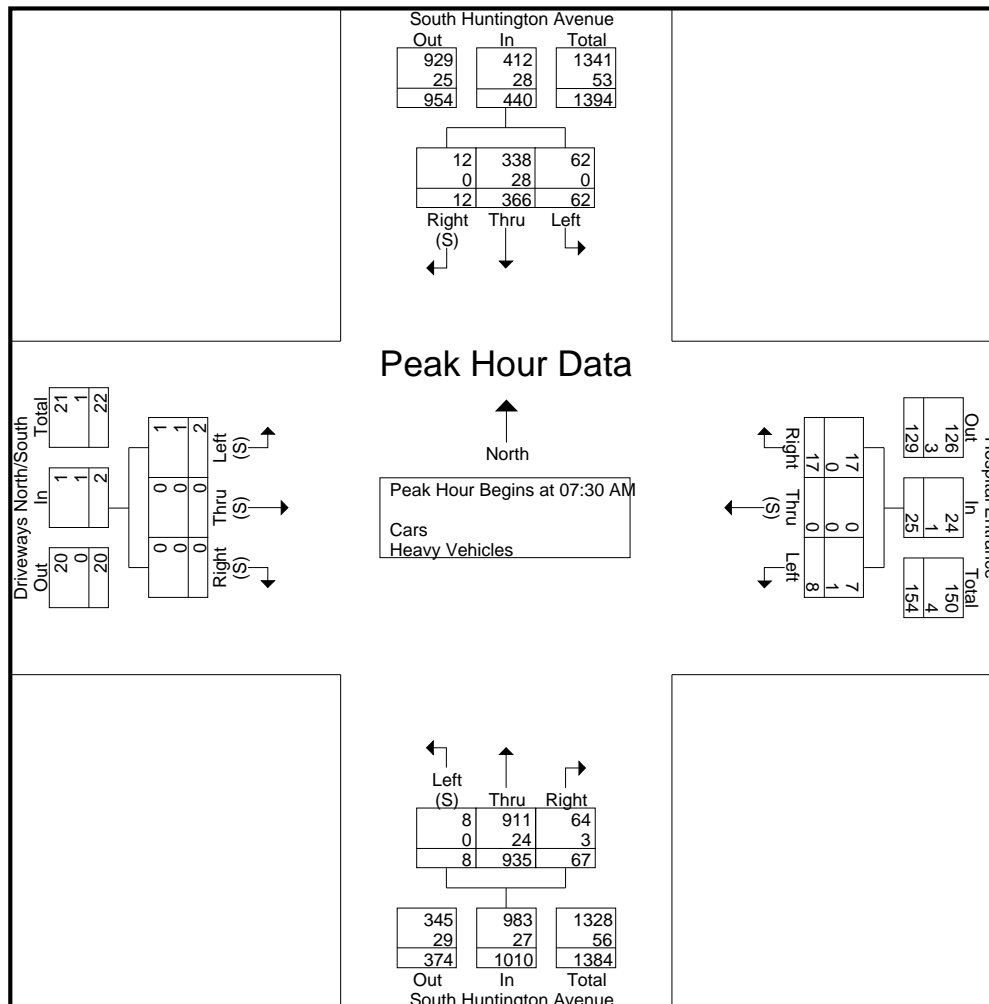 South Huntington Avenue
Out In Total
929 412 1341
25 28 53
954 440 1394
12 338 62
0 28 0
12 366 62
Right Thru Left
(S)
Peak Hour Data
North
Peak Hour Begins at 07:30 AM
Cars
Heavy Vehicles
Driveways North/South
Out In Total
20 1 21
0 1 1
20 2 22
Right Thru Left
(S) (S) (S)
0 0 1
0 0 1
0 0 2
Hospital Entrance
Out In Total
126 24 150
3 1 4
129 25 154
17 0 7
0 0 1
17 0 8
Right Thru Left
(S)
Left Thru Right
(S)
8 911 64
0 24 3
8 935 67
345 983 1328
29 27 56
374 1010 1384
Out In Total
South Huntington Avenue